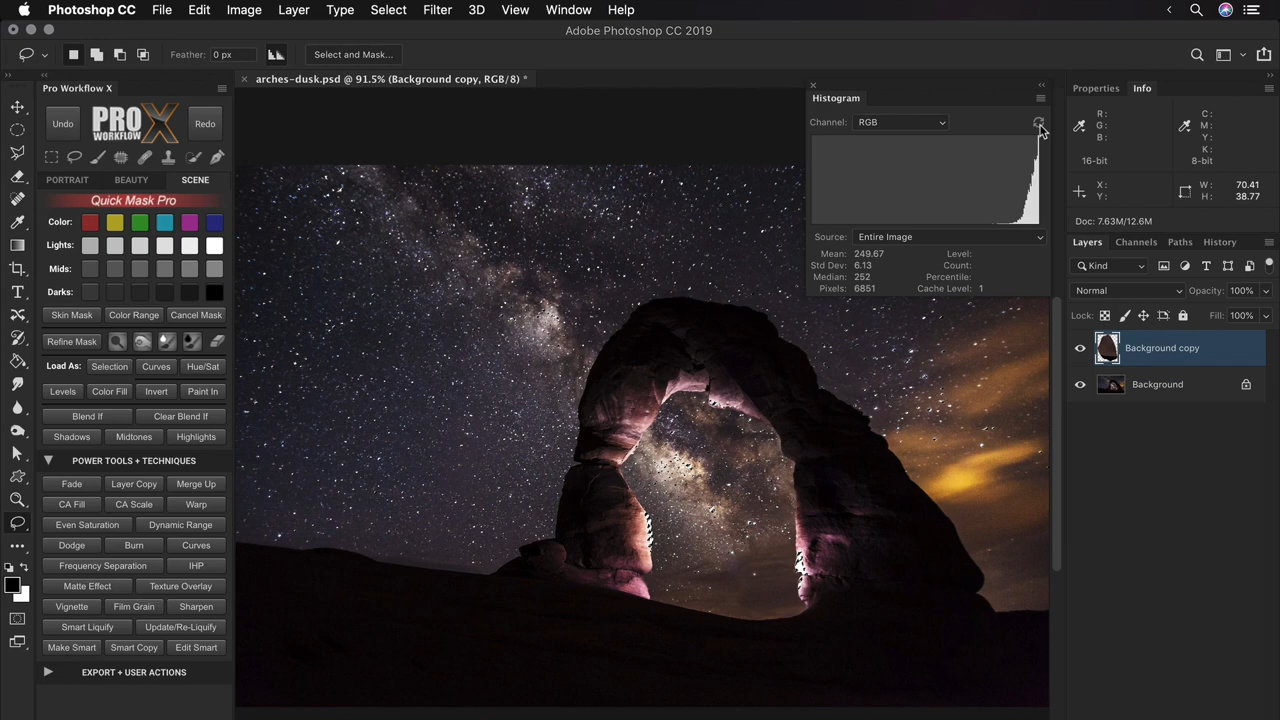 Photoshop CC File Edit Image Layer Type Select Filter 3D View Window Help
Adobe Photoshop CC 2019
Feather: 0 px Select and Mask...
arches-dusk.psd @ 91.5% (Background copy, RGB/8) *
Pro Workflow X
Undo PRO X WORKFLOW Redo
PORTRAIT BEAUTY SCENE
Quick Mask Pro
Color:
Lights:
Mids:
Darks:
Skin Mask Color Range Cancel Mask
Refine Mask
Load As: Selection Curves Hue/Sat
Levels Color Fill Invert Paint In
Blend If Clear Blend If
Shadows Midtones Highlights
POWER TOOLS + TECHNIQUES
Fade Layer Copy Merge Up
CA Fill CA Scale Warp
Even Saturation Dynamic Range
Dodge Burn Curves
Frequency Separation IHP
Matte Effect Texture Overlay
Vignette Film Grain Sharpen
Smart Liquify Update/Re-Liquify
Make Smart Smart Copy Edit Smart
EXPORT + USER ACTIONS
Histogram
Channel: RGB
Source: Entire Image
Mean: 249.67 Level:
Std Dev: 6.13 Count:
Median: 252 Percentile:
Pixels: 6851 Cache Level: 1
Properties Info
R: C:
G: M:
B: Y:
K:
16-bit 8-bit
X: W: 70.41
Y: H: 38.77
Doc: 7.63M/12.6M
Layers Channels Paths History
Kind
Normal Opacity: 100%
Lock: Fill: 100%
Background copy
Background